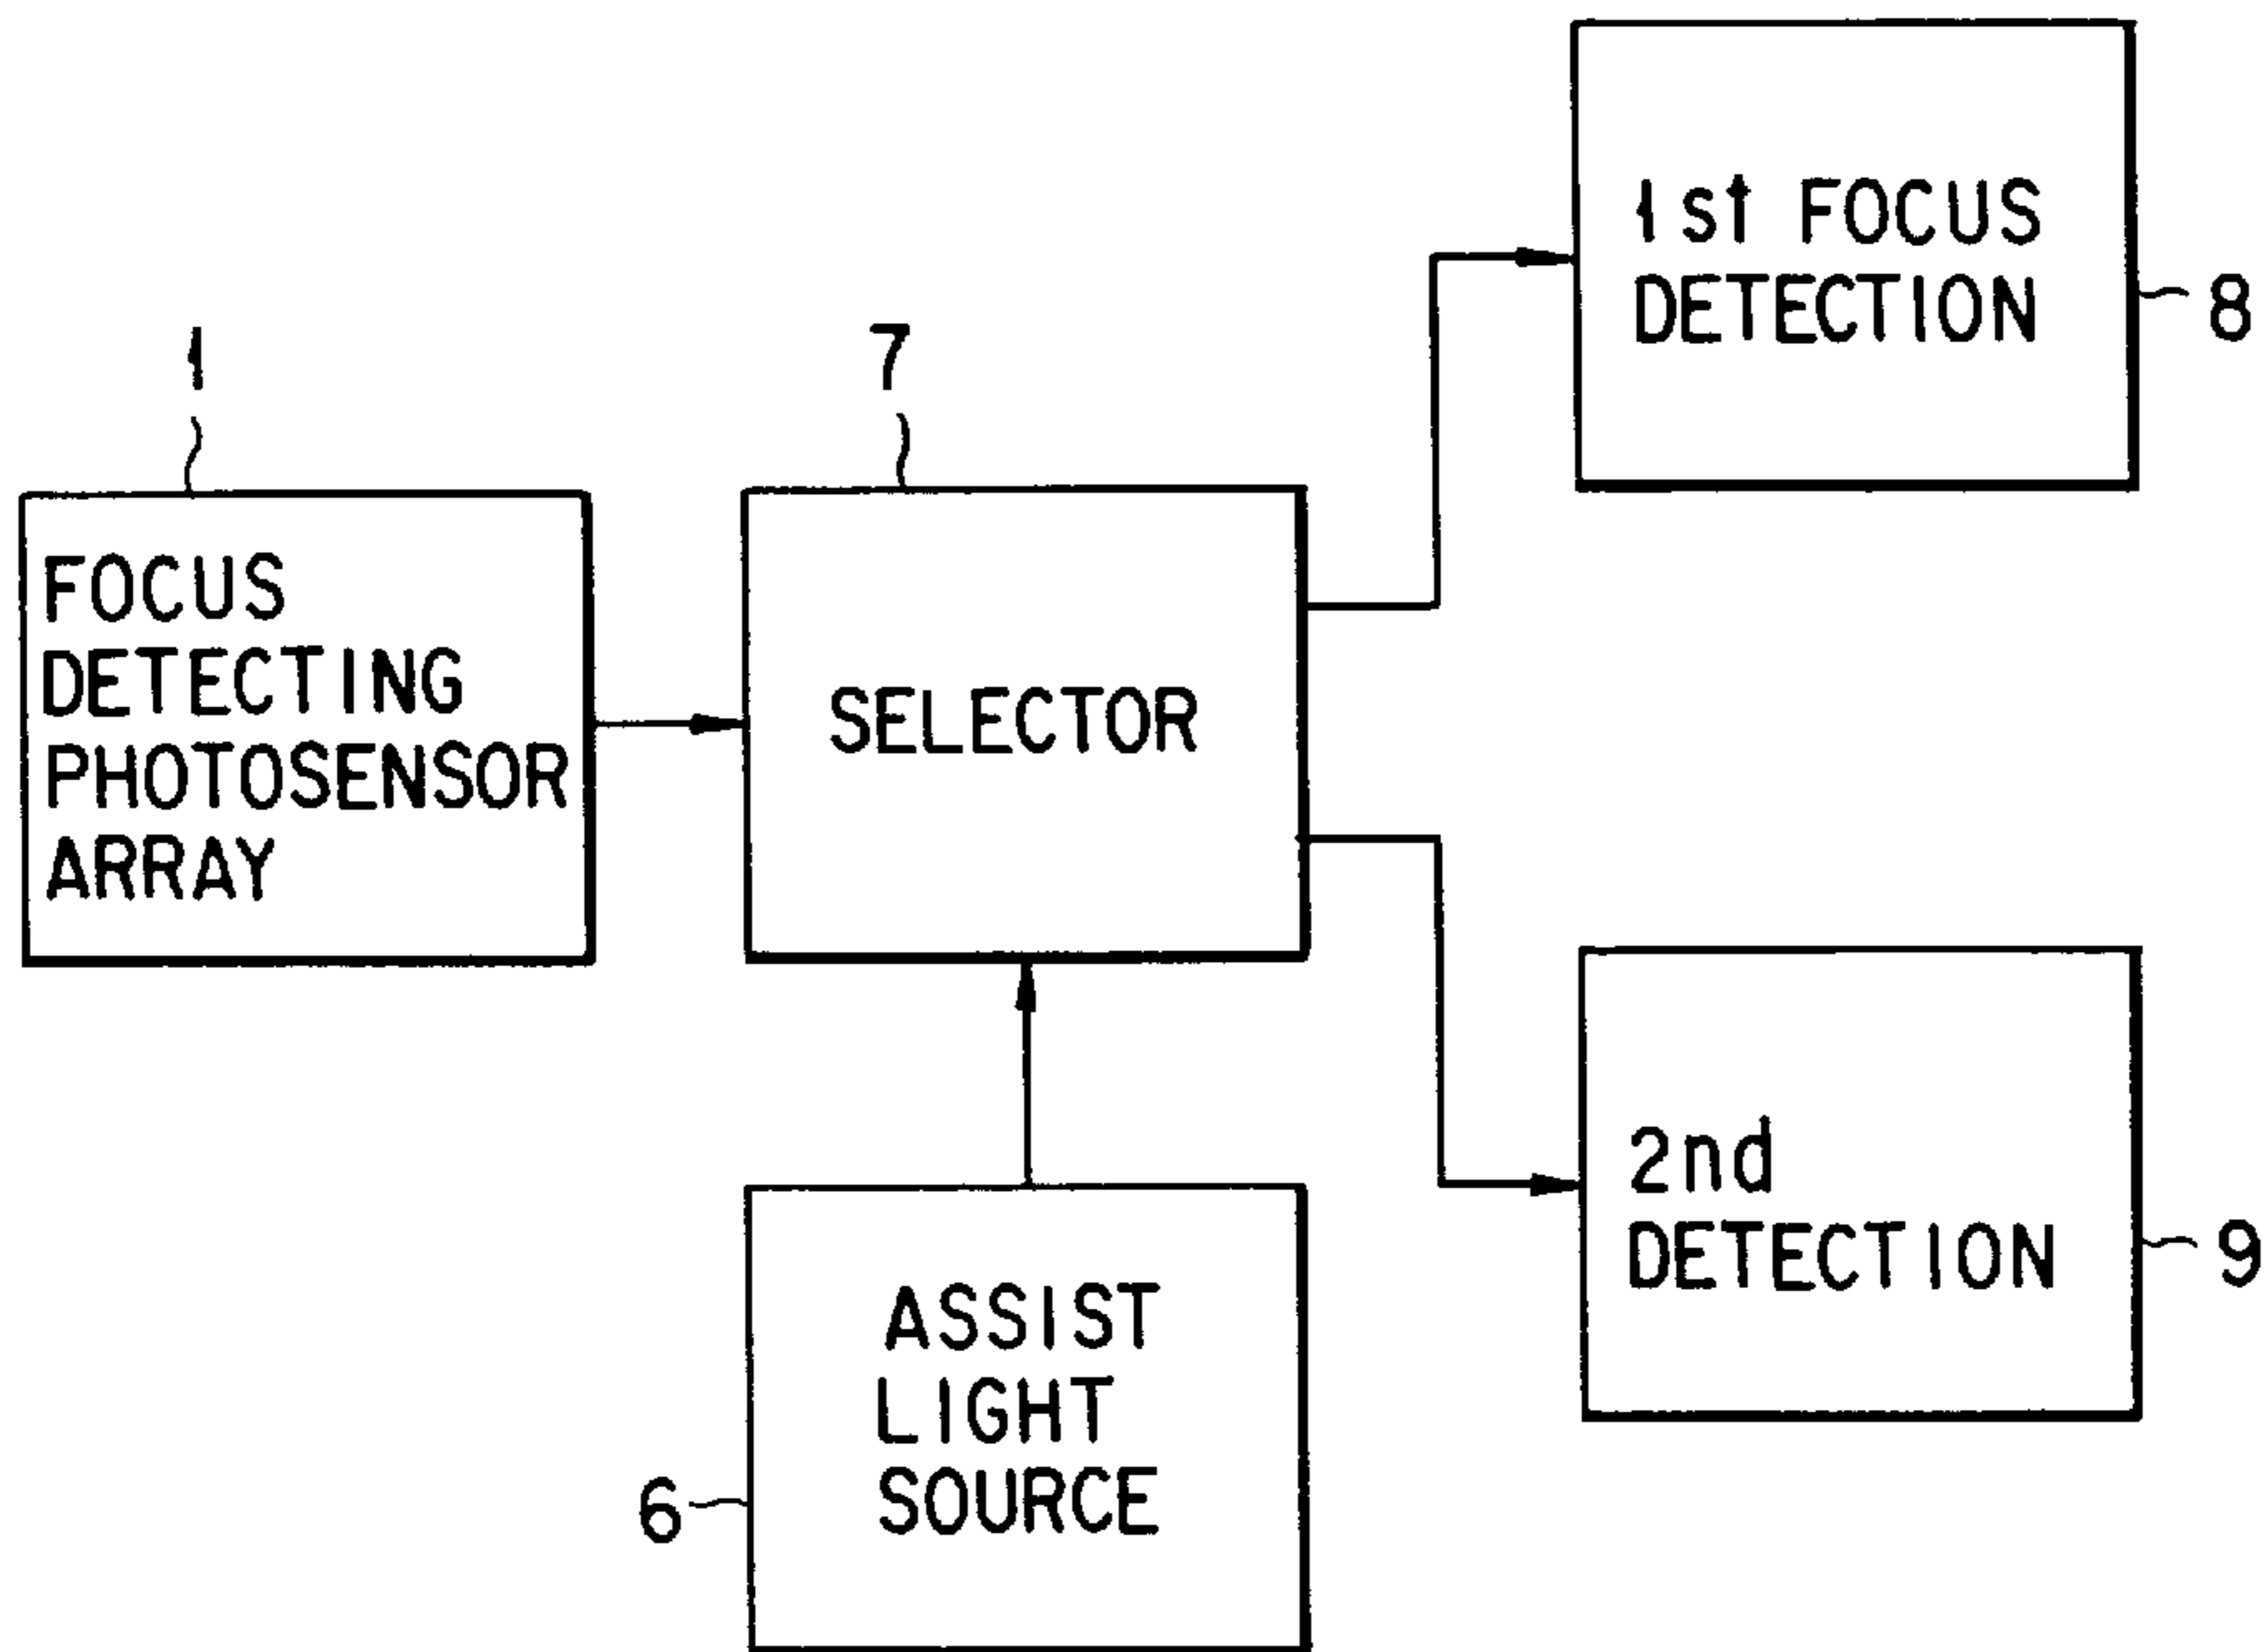 1
FOCUS
DETECTING
PHOTOSENSOR
ARRAY
7
SELECTOR
1st FOCUS
DETECTION
8
2nd
DETECTION
9
ASSIST
LIGHT
SOURCE
6